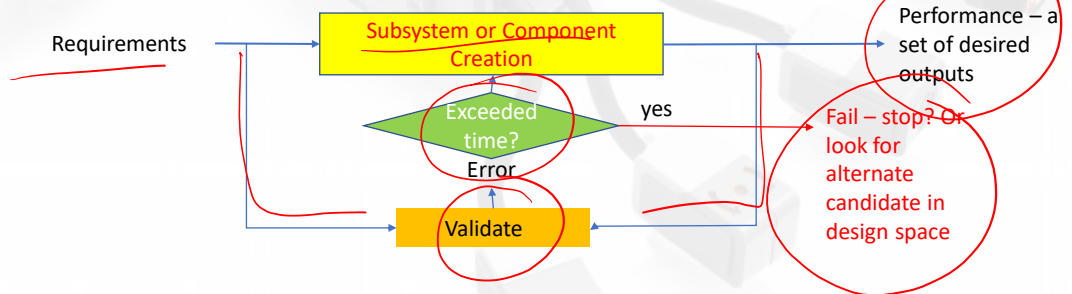 Requirements
Subsystem or Component
Creation
Performance – a
set of desired
outputs
Exceeded
time?
yes
Fail – stop? Or
look for
alternate
candidate in
design space
Error
Validate